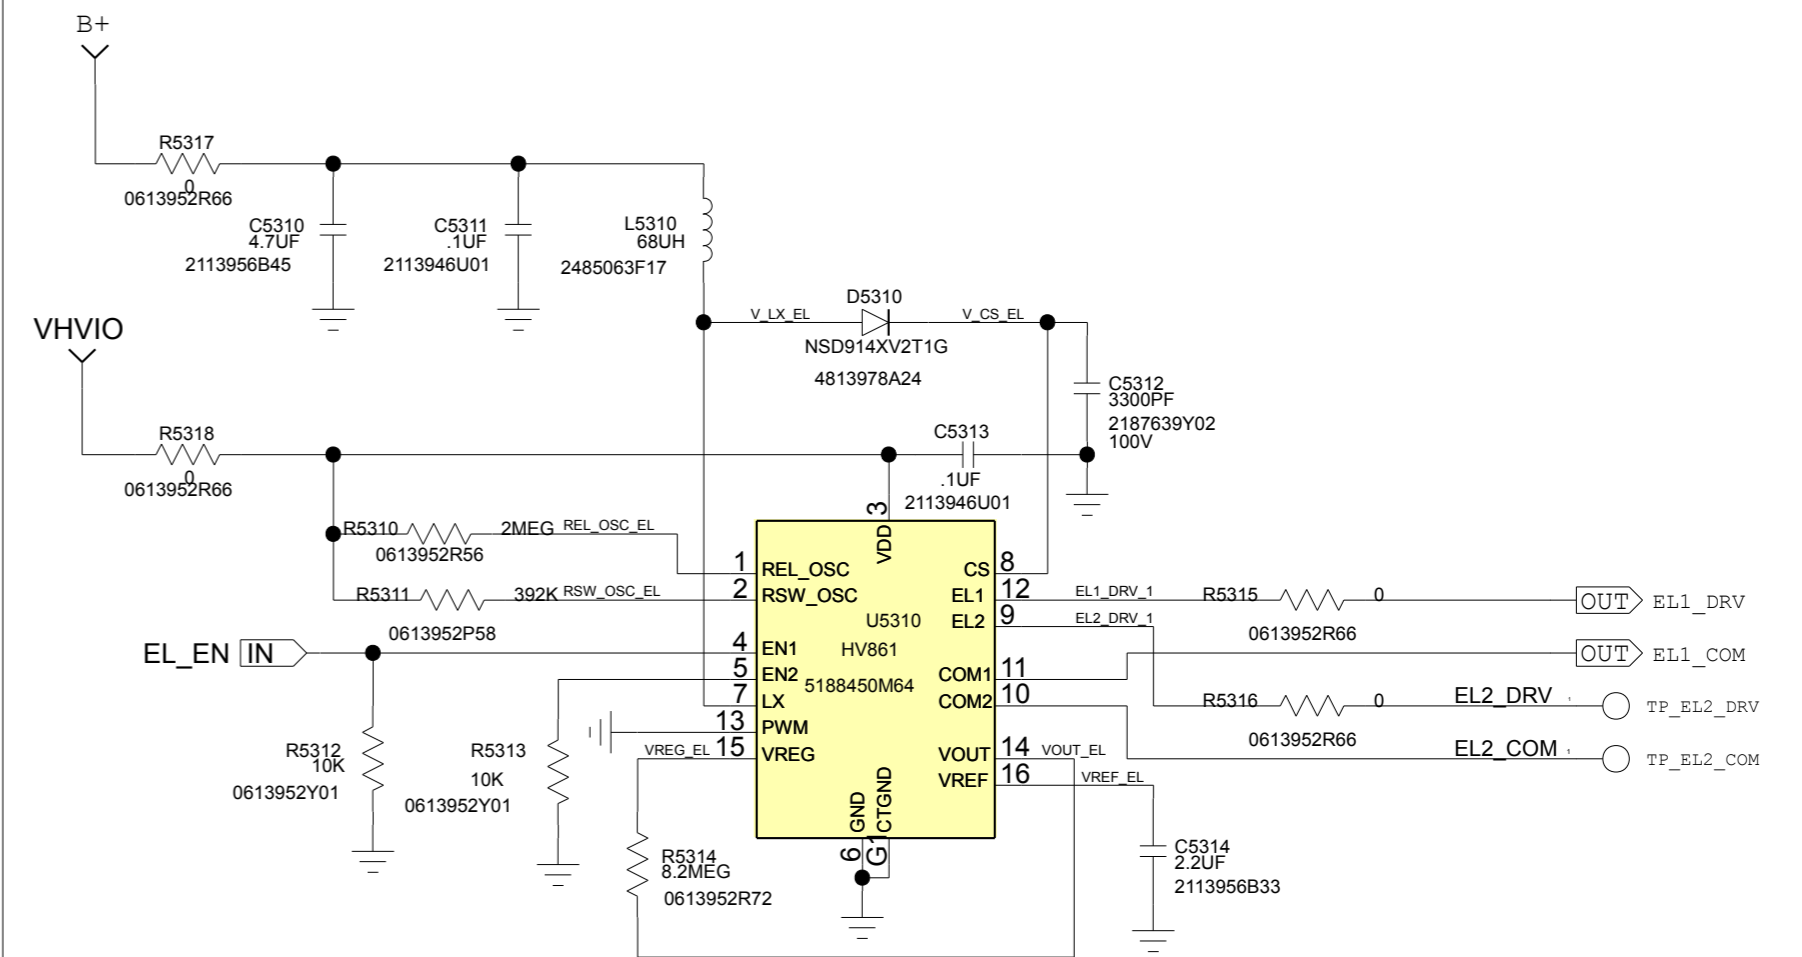 B+
R5317
0
0613952R66
C5310
4.7UF
2113956B45
C5311
.1UF
2113946U01
L5310
68UH
2485063F17
D5310
V_LX_EL
V_CS_EL
NSD914XV2T1G
4813978A24
VHVIO
C5312
3300PF
2187639Y02
100V
R5318
0
0613952R66
C5313
.1UF
2113946U01
R5310
2MEG
REL_OSC_EL
0613952R56
R5311
392K
RSW_OSC_EL
0613952P58
EL_EN
IN
3
VDD
1
REL_OSC
2
RSW_OSC
4
EN1
5
EN2
7
LX
13
PWM
15
VREG
VREG_EL
U5310
HV861
5188450M64
CS
8
EL1
12
EL2
9
COM1
11
COM2
10
VOUT
14
VREF
16
GND
6
CTGND
G1
EL1_DRV_1
R5315
0
0613952R66
OUT
EL1_DRV
EL2_DRV_1
OUT
EL1_COM
R5316
0
0613952R66
EL2_DRV
1
TP_EL2_DRV
EL2_COM
1
TP_EL2_COM
VOUT_EL
VREF_EL
R5312
10K
0613952Y01
R5313
10K
0613952Y01
R5314
8.2MEG
0613952R72
C5314
2.2UF
2113956B33